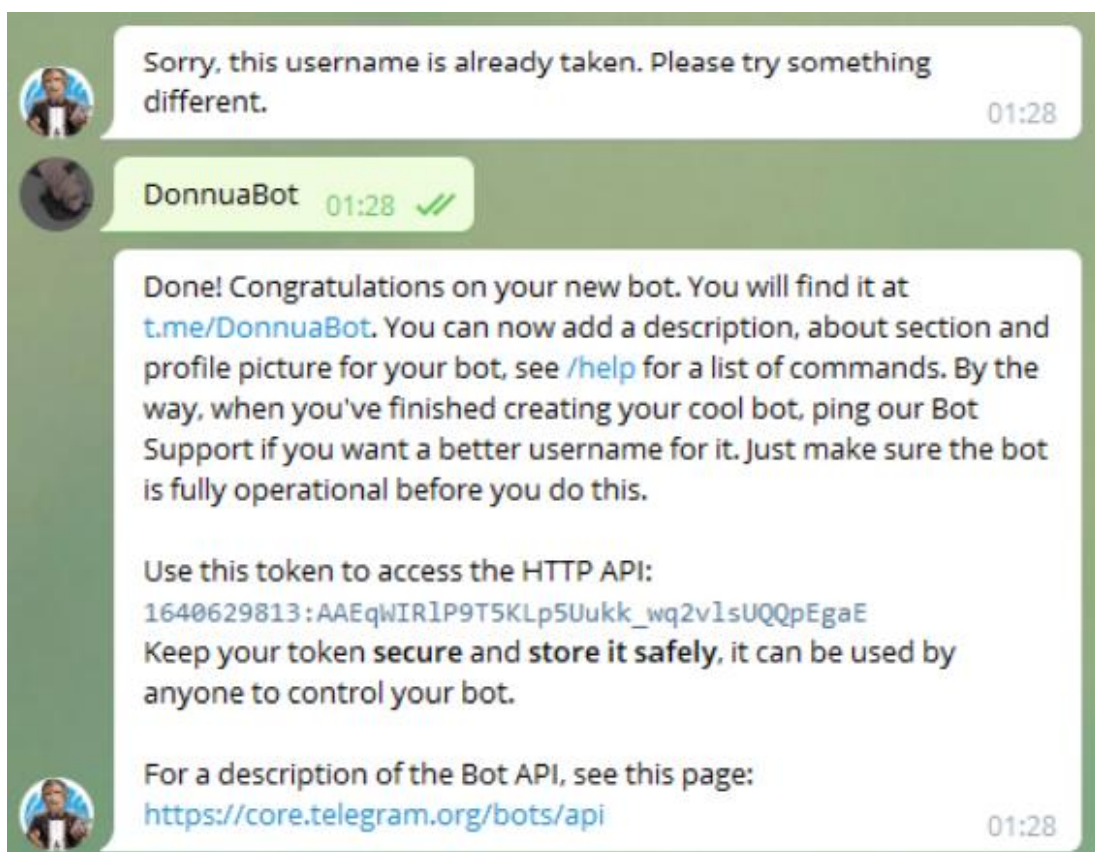 Sorry, this username is already taken. Please try something
different.
01:28
DonnuaBot 01:28
Done! Congratulations on your new bot. You will find it at
t.me/DonnuaBot. You can now add a description, about section and
profile picture for your bot, see /help for a list of commands. By the
way, when you've finished creating your cool bot, ping our Bot
Support if you want a better username for it. Just make sure the bot
is fully operational before you do this.
Use this token to access the HTTP API:
1640629813:AAEqWIRlP9T5KLp5Uukk_wq2vlsUQQpEgaE
Keep your token secure and store it safely, it can be used by
anyone to control your bot.
For a description of the Bot API, see this page:
https://core.telegram.org/bots/api
01:28